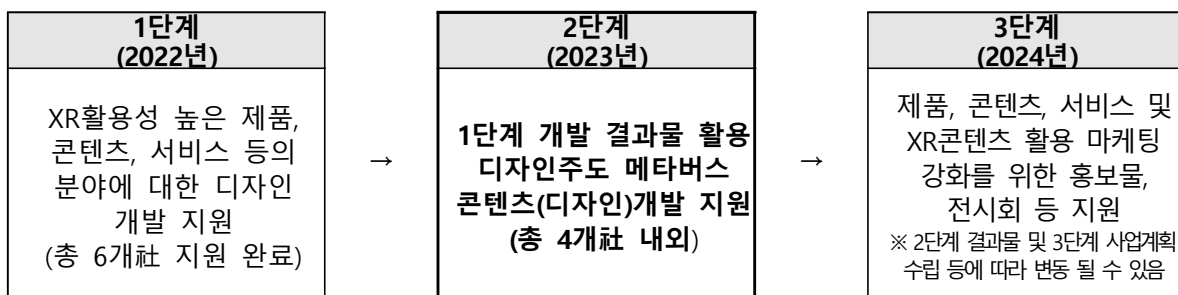 1단계
(2022년)
XR활용성 높은 제품,
콘텐츠, 서비스 등의
분야에 대한 디자인
개발 지원
(총 6개社 지원 완료)
→
2단계
(2023년)
1단계 개발 결과물 활용
디자인주도 메타버스
콘텐츠(디자인)개발 지원
(총 4개社 내외)
→
3단계
(2024년)
제품, 콘텐츠, 서비스 및
XR콘텐츠 활용 마케팅
강화를 위한 홍보물,
전시회 등 지원
※ 2단계 결과물 및 3단계 사업계획
수립 등에 따라 변동 될 수 있음